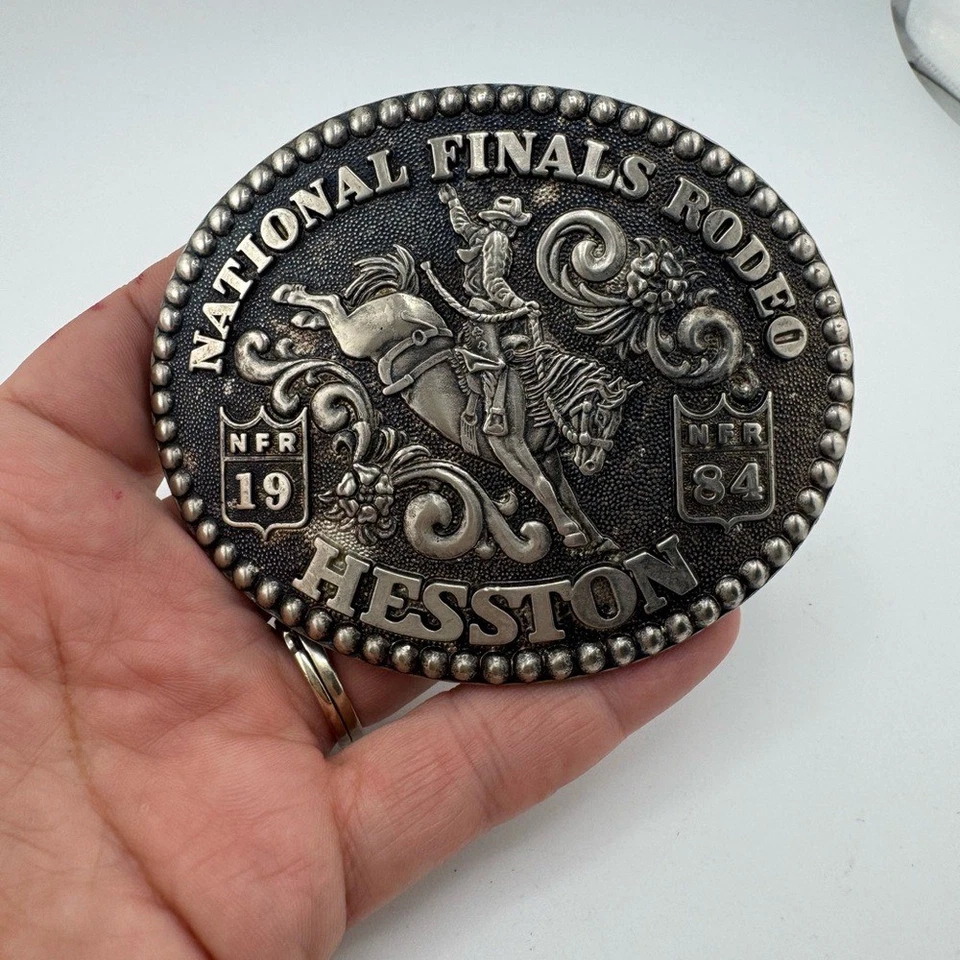 NATIONAL FINALS RODEO
NFR
19
NFR
84
HESSTON